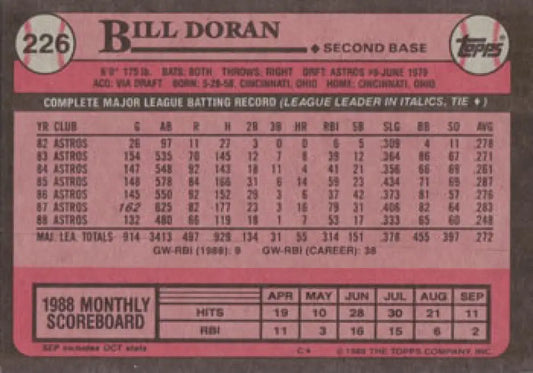 226 BILL DORAN ♦ SECOND BASE Topps
6'0" 175 lb. BATS: BOTH THROWS: RIGHT DRFT: ASTROS #6-JUNE 1979
ACQ: VIA DRAFT BORN: 5-28-58, CINCINNATI, OHIO HOME: CINCINNATI, OHIO
COMPLETE MAJOR LEAGUE BATTING RECORD (LEAGUE LEADER IN ITALICS, TIE ♦)
YR CLUB G AB R H 2B 3B HR RBI SB SLG BB SO AVG
82 ASTROS 26 97 11 27 3 0 0 6 5 .309 4 11 .278
83 ASTROS 154 535 70 145 12 7 8 39 12 .364 86 67 .271
84 ASTROS 147 548 92 143 18 11 4 41 21 .356 66 69 .261
85 ASTROS 148 578 84 166 31 6 14 59 23 .434 71 69 .287
86 ASTROS 145 550 92 152 29 3 6 37 42 .373 81 57 .276
87 ASTROS 162 625 82 177 23 3 16 79 31 .406 82 64 .283
88 ASTROS 132 480 66 119 18 1 7 53 17 .333 65 60 .248
MAJ. LEA. TOTALS 914 3413 497 929 134 31 55 314 151 .376 455 397 .272
GW-RBI (1988): 9 GW-RBI (CAREER): 38
1988 MONTHLY SCOREBOARD
APR MAY JUN JUL AUG SEP
HITS 19 10 28 30 21 11
RBI 11 3 16 15 6 2
SEP includes OCT stats C* © 1989 THE TOPPS COMPANY, INC.